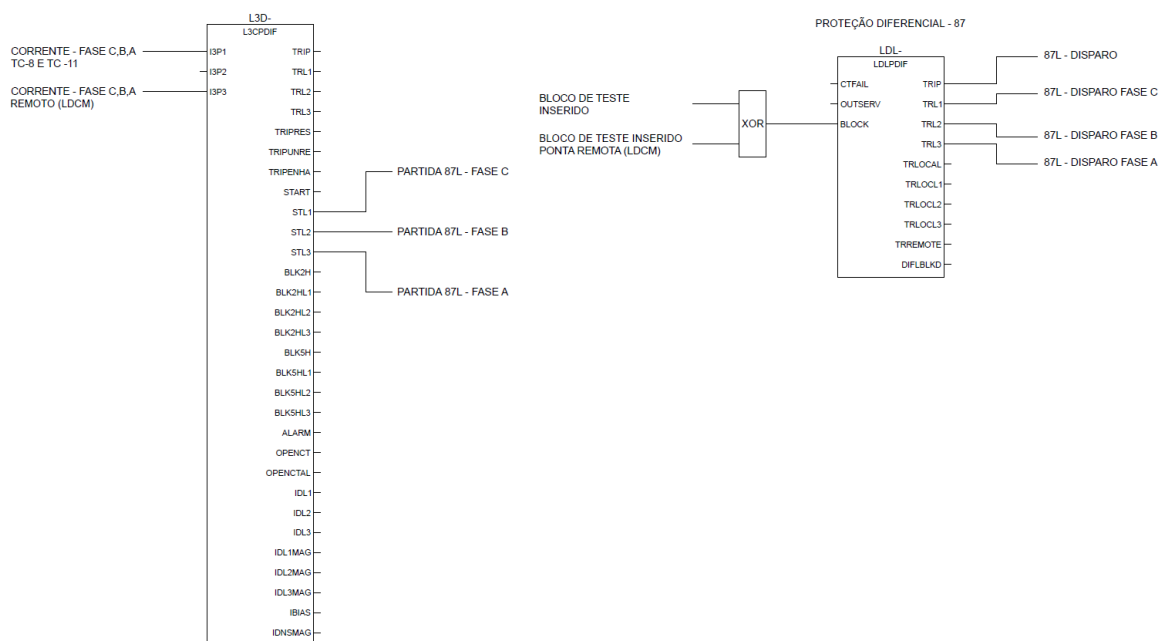 L3D-
L3CPDIF
CORRENTE - FASE C,B,A
TC-8 E TC -11
CORRENTE - FASE C,B,A
REMOTO (LDCM)
I3P1
I3P2
I3P3
TRIP
TRL1
TRL2
TRL3
TRIPRES
TRIPUNRE
TRIPENHA
START
STL1
STL2
STL3
BLK2H
BLK2HL1
BLK2HL2
BLK2HL3
BLK5H
BLK5HL1
BLK5HL2
BLK5HL3
ALARM
OPENCT
OPENCTAL
IDL1
IDL2
IDL3
IDL1MAG
IDL2MAG
IDL3MAG
IBIAS
IDNSMAG
PARTIDA 87L - FASE C
PARTIDA 87L - FASE B
PARTIDA 87L - FASE A
PROTEÇÃO DIFERENCIAL - 87
LDL-
LDLPDIF
BLOCO DE TESTE
INSERIDO
BLOCO DE TESTE INSERIDO
PONTA REMOTA (LDCM)
XOR
CTFAIL
OUTSERV
BLOCK
TRIP
TRL1
TRL2
TRL3
TRLOCAL
TRLOCL1
TRLOCL2
TRLOCL3
TRREMOTE
DIFLBLKD
87L - DISPARO
87L - DISPARO FASE C
87L - DISPARO FASE B
87L - DISPARO FASE A